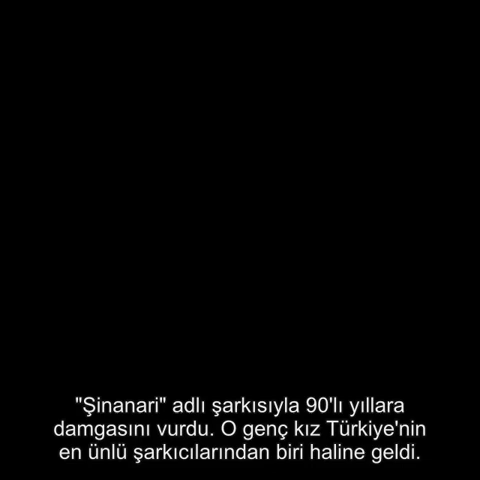 "Şinanari" adlı şarkısıyla 90'lı yıllara
damgasını vurdu. O genç kız Türkiye'nin
en ünlü şarkıcılarından biri haline geldi.